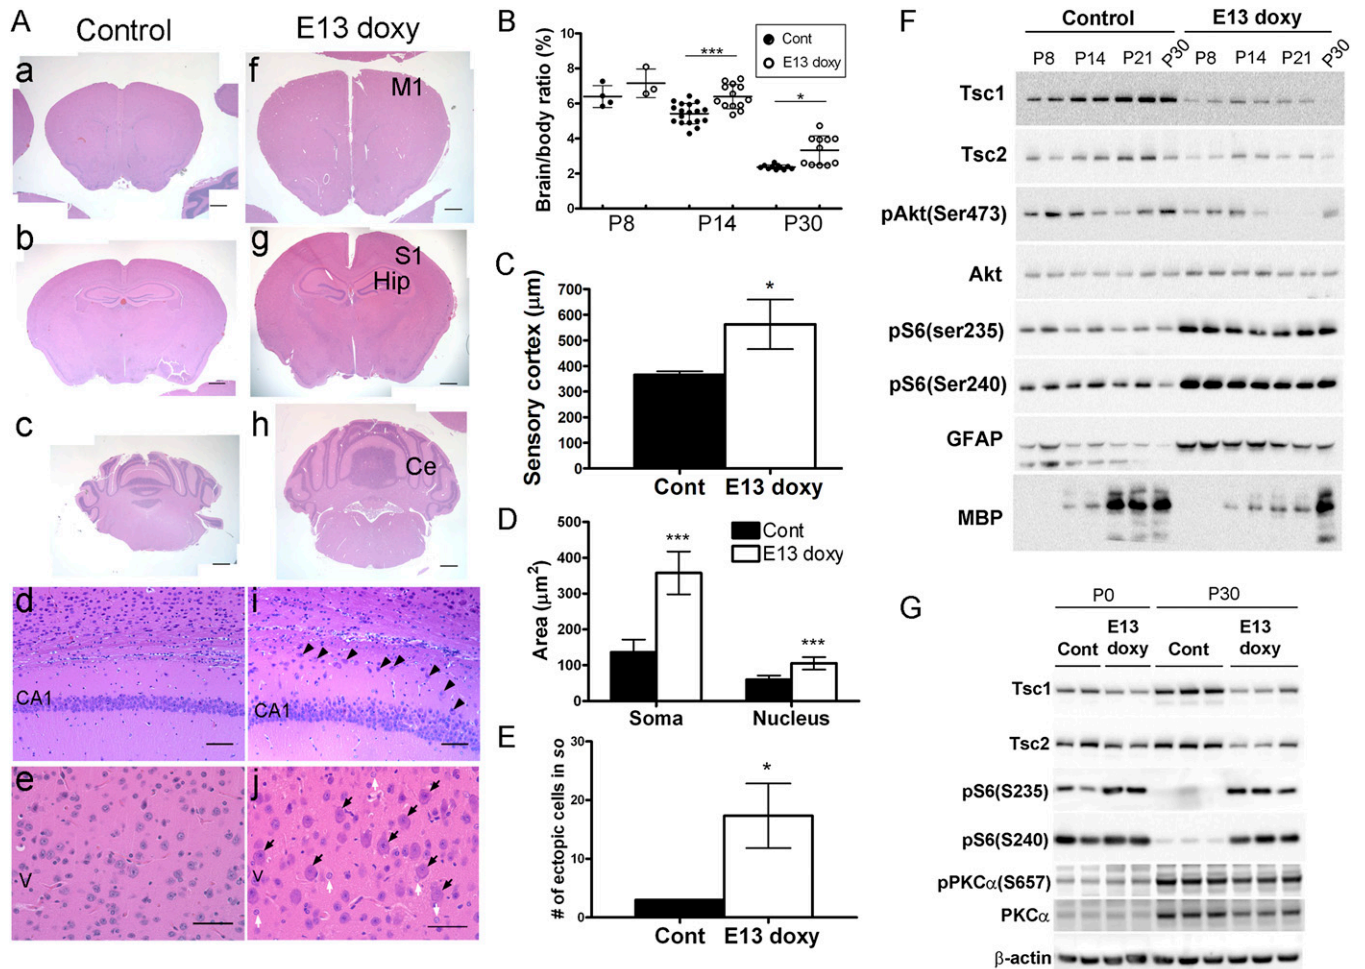 A
Control
E13 doxy
a
f
M1
b
g
S1
Hip
c
h
Ce
d
CA1
i
CA1
e
V
j
V
B
Brain/body ratio (%)
10
8
6
4
2
0
Cont
E13 doxy
***
*
P8
P14
P30
C
Sensory cortex (μm)
700
600
500
400
300
200
100
0
*
Cont
E13 doxy
D
Area (μm²)
500
400
300
200
100
0
Cont
E13 doxy
***
***
Soma
Nucleus
E
# of ectopic cells in so
30
20
10
0
*
Cont
E13 doxy
F
Control
E13 doxy
P8 P14 P21 P30 P8 P14 P21 P30
Tsc1
Tsc2
pAkt(Ser473)
Akt
pS6(ser235)
pS6(Ser240)
GFAP
MBP
G
P0
P30
Cont
E13
doxy
Cont
E13
doxy
Tsc1
Tsc2
pS6(S235)
pS6(S240)
pPKCα(S657)
PKCα
β-actin